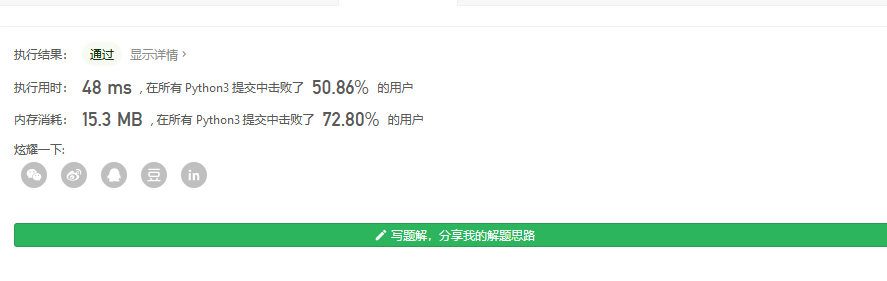 执行结果： 通过 显示详情 ›
执行用时： 48 ms , 在所有 Python3 提交中击败了 50.86% 的用户
内存消耗： 15.3 MB , 在所有 Python3 提交中击败了 72.80% 的用户
炫耀一下:
豆 in
写题解，分享我的解题思路